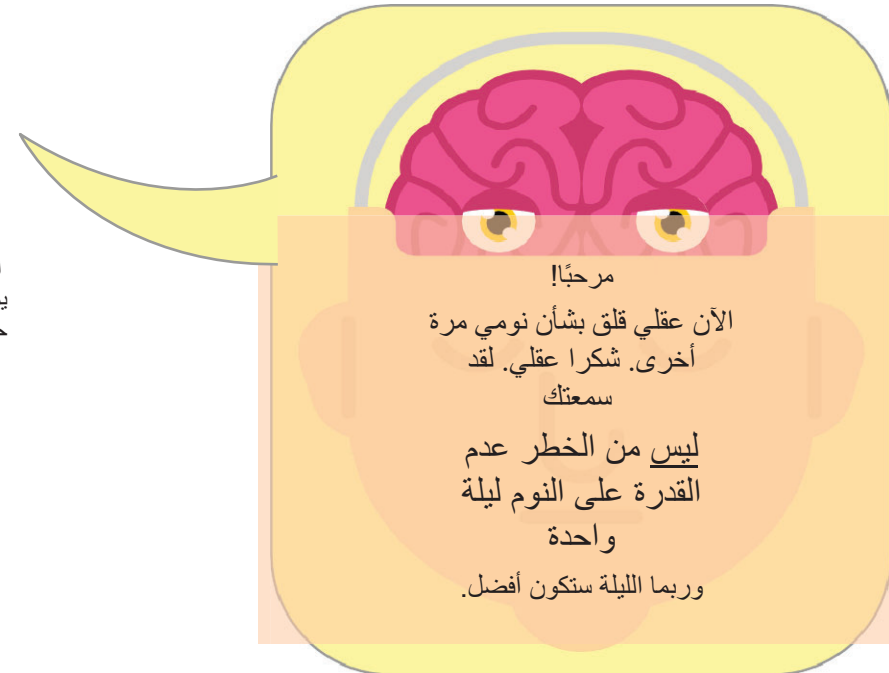 مرحبًا!
الآن عقلي قلق بشأن نومي مرة
أخرى. شكرا عقلي. لقد
سمعتك
ليس من الخطر عدم
القدرة على النوم ليلة
واحدة
وربما الليلة ستكون أفضل.